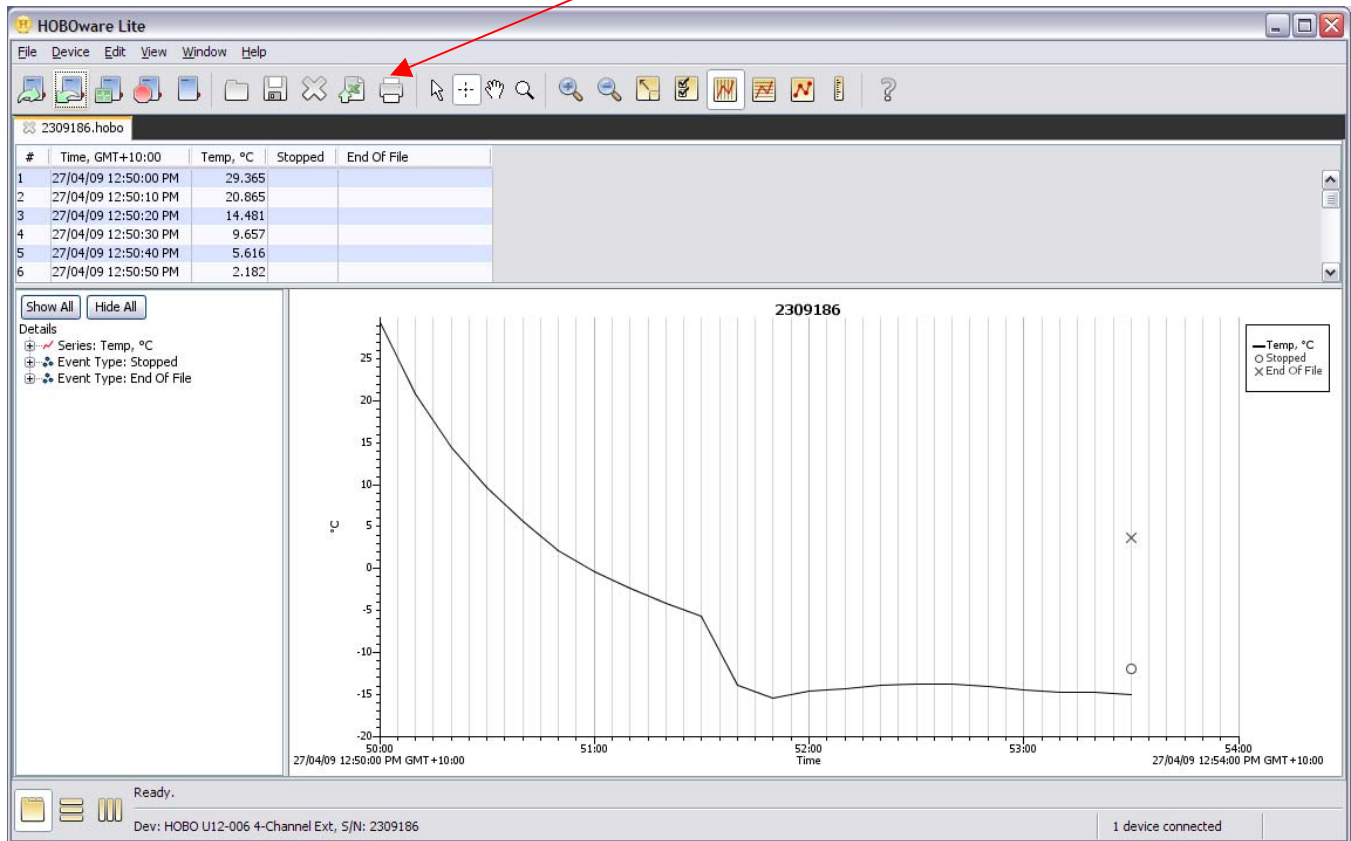 HOBOware Lite
File Device Edit View Window Help
2309186.hobo
# Time, GMT+10:00 Temp, °C Stopped End Of File
1 27/04/09 12:50:00 PM 29.365
2 27/04/09 12:50:10 PM 20.865
3 27/04/09 12:50:20 PM 14.481
4 27/04/09 12:50:30 PM 9.657
5 27/04/09 12:50:40 PM 5.616
6 27/04/09 12:50:50 PM 2.182
Show All Hide All
Details
Series: Temp, °C
Event Type: Stopped
Event Type: End Of File
2309186
25
20
15
10
5
0
-5
-10
-15
-20
°C
50:00 51:00 52:00 53:00 54:00
27/04/09 12:50:00 PM GMT+10:00 Time 27/04/09 12:54:00 PM GMT+10:00
Temp, °C
Stopped
End Of File
Ready.
Dev: HOBO U12-006 4-Channel Ext, S/N: 2309186 1 device connected